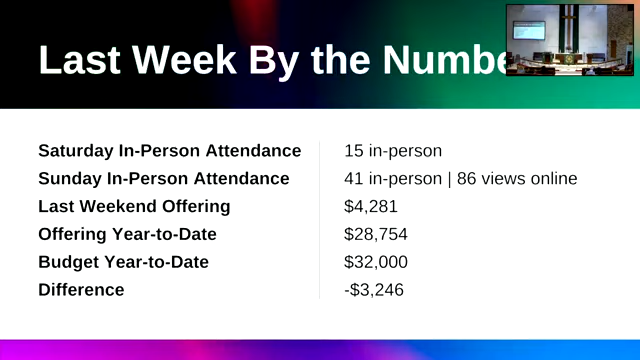 Last Week By the Numbe
Saturday In-Person Attendance 15 in-person
Sunday In-Person Attendance 41 in-person | 86 views online
Last Weekend Offering $4,281
Offering Year-to-Date $28,754
Budget Year-to-Date $32,000
Difference -$3,246